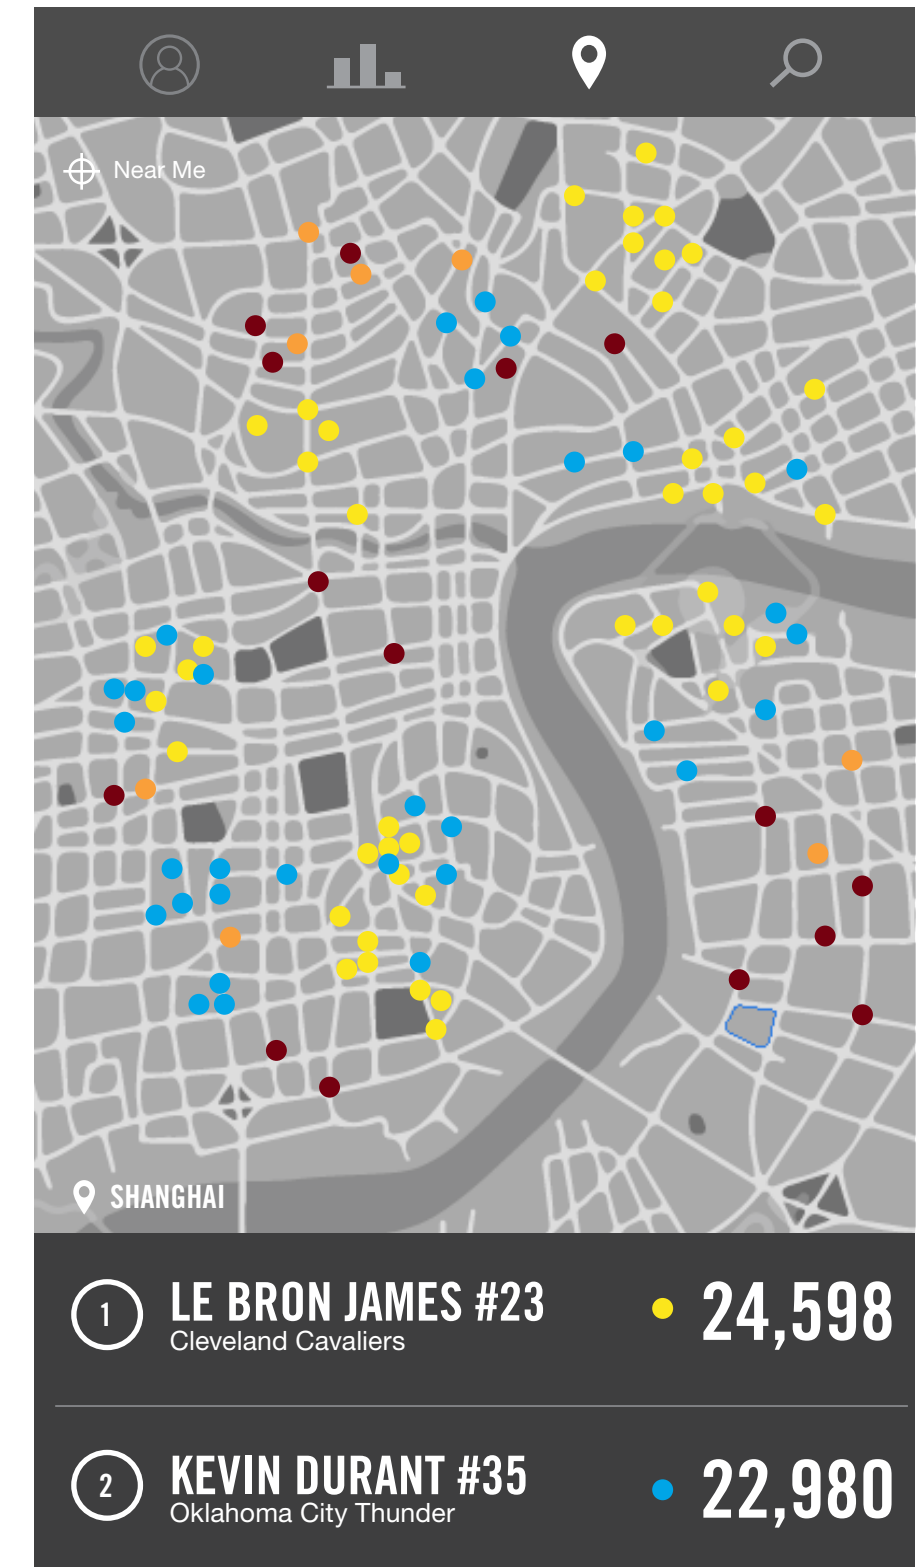 Near Me
SHANGHAI
1
LE BRON JAMES #23
Cleveland Cavaliers
24,598
2
KEVIN DURANT #35
Oklahoma City Thunder
22,980